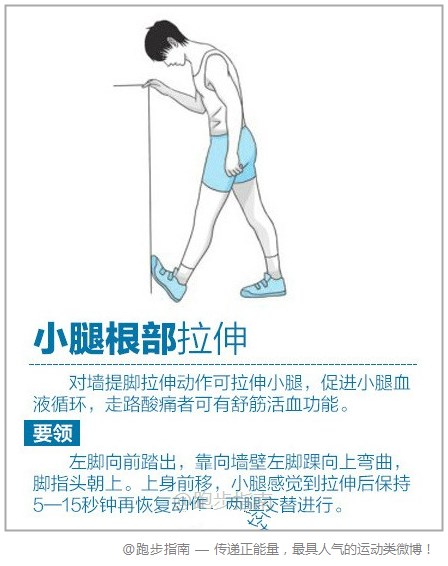 小腿根部拉伸
对墙提脚拉伸动作可拉伸小腿，促进小腿血
液循环，走路酸痛者可有舒筋活血功能。
要领
左脚向前踏出，靠向墙壁左脚踝向上弯曲，
脚指头朝上。上身前移，小腿感觉到拉伸后保持
@跑步指南
5—15秒钟再恢复动作．两腿交替进行。
@跑步指南 — 传递正能量，最具人气的运动类微博！